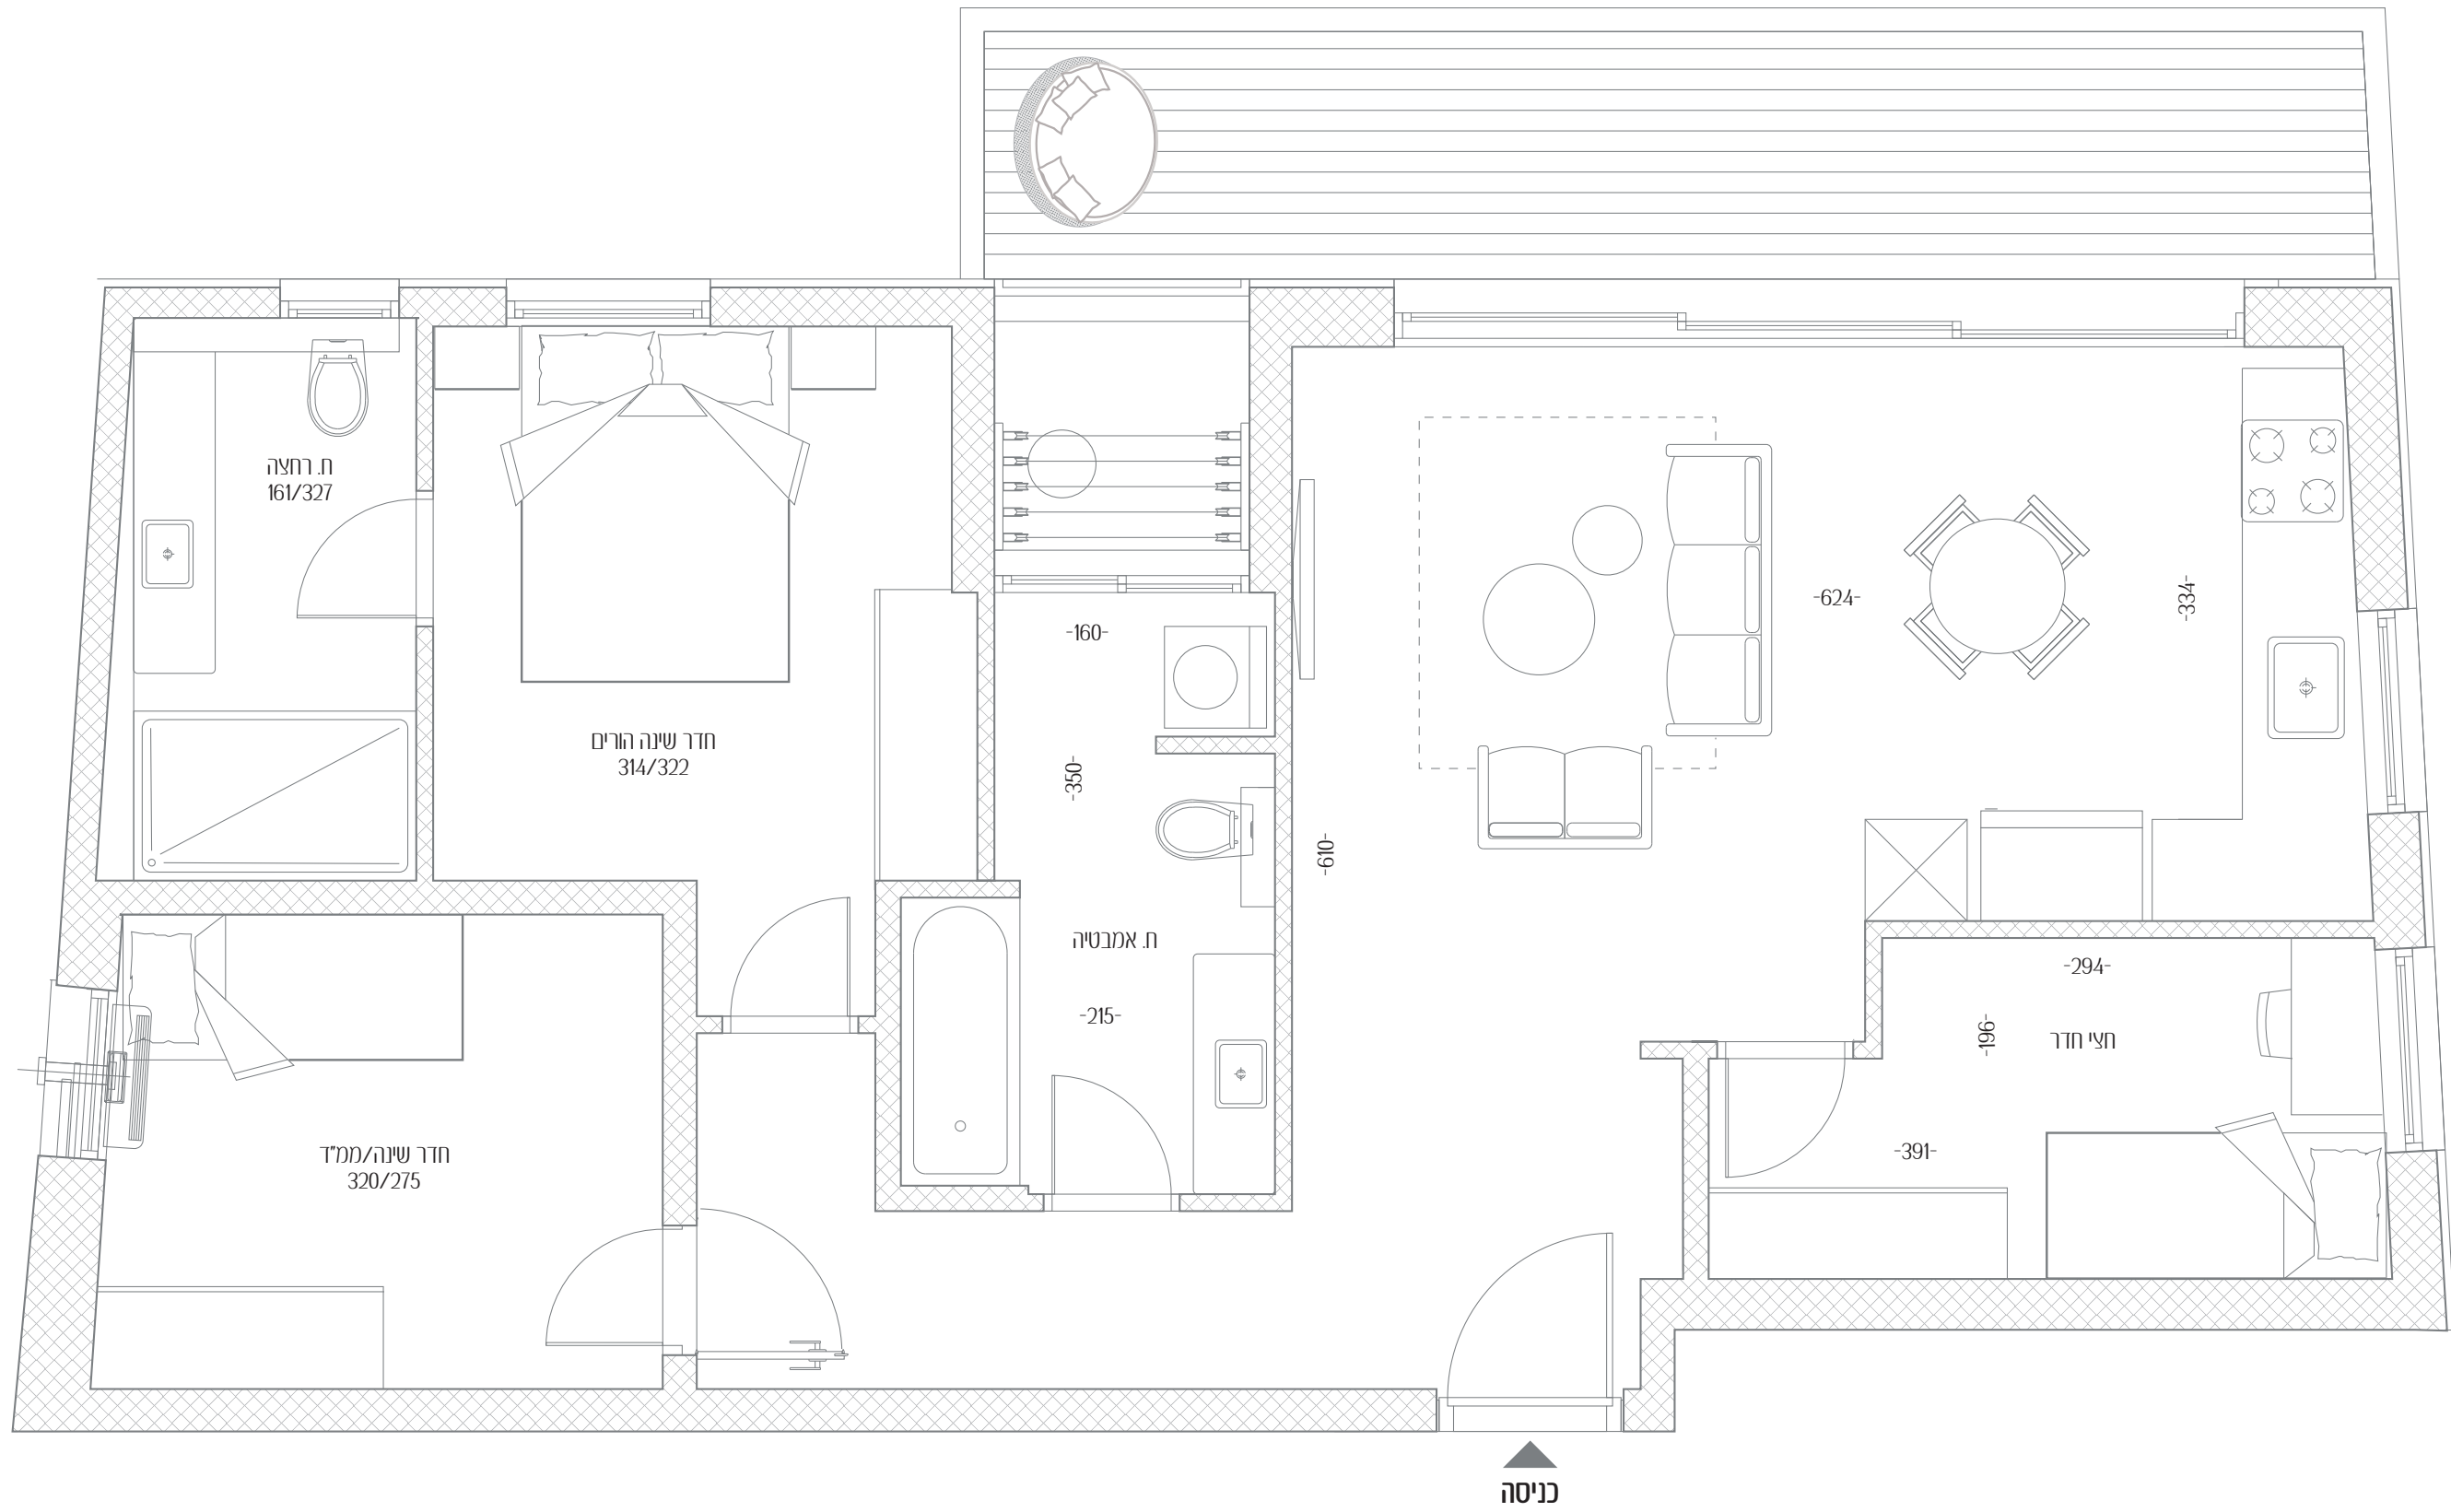 ח. רחצה
161/327
חדר שינה הורים
314/322
-160-
-350-
ח. אמבטיה
-215-
-610-
-624-
-334-
-294-
-196-
חצי חדר
-391-
חדר שינה/ממ"ד
320/275
כניסה